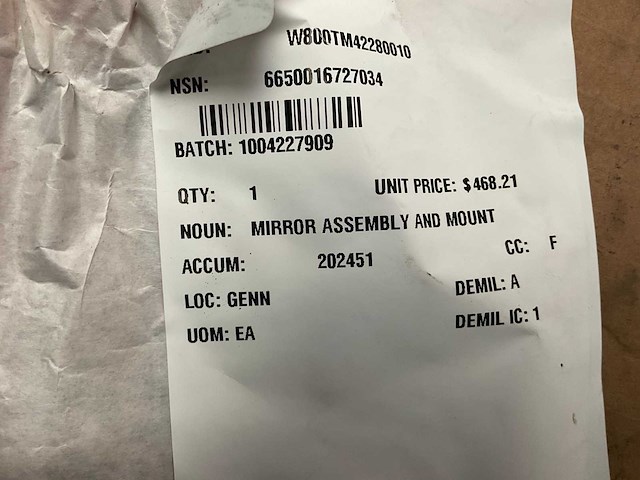 W800TM42280010
NSN: 6650016727034
BATCH: 1004227909
QTY: 1 UNIT PRICE: $468.21
NOUN: MIRROR ASSEMBLY AND MOUNT
CC: F
ACCUM: 202451
DEMIL: A
LOC: GENN
DEMIL IC: 1
UOM: EA